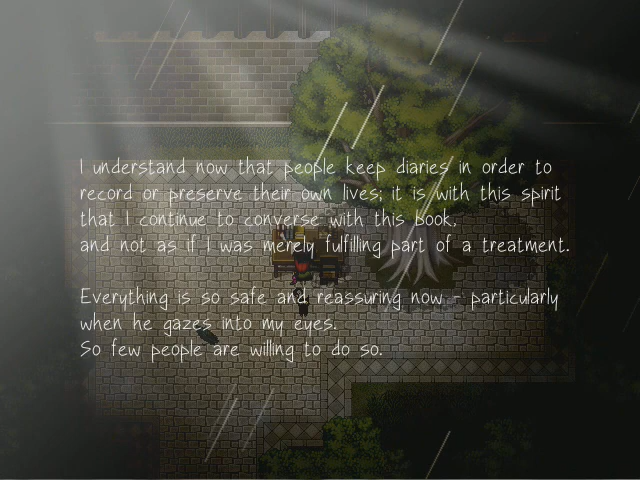 I understand now that people keep diaries in order to
record or preserve their own lives; it is with this spirit
that I continue to converse with this book,
and not as if I was merely fulfilling part of a treatment.
Everything is so safe and reassuring now - particularly
when he gazes into my eyes.
So few people are willing to do so.